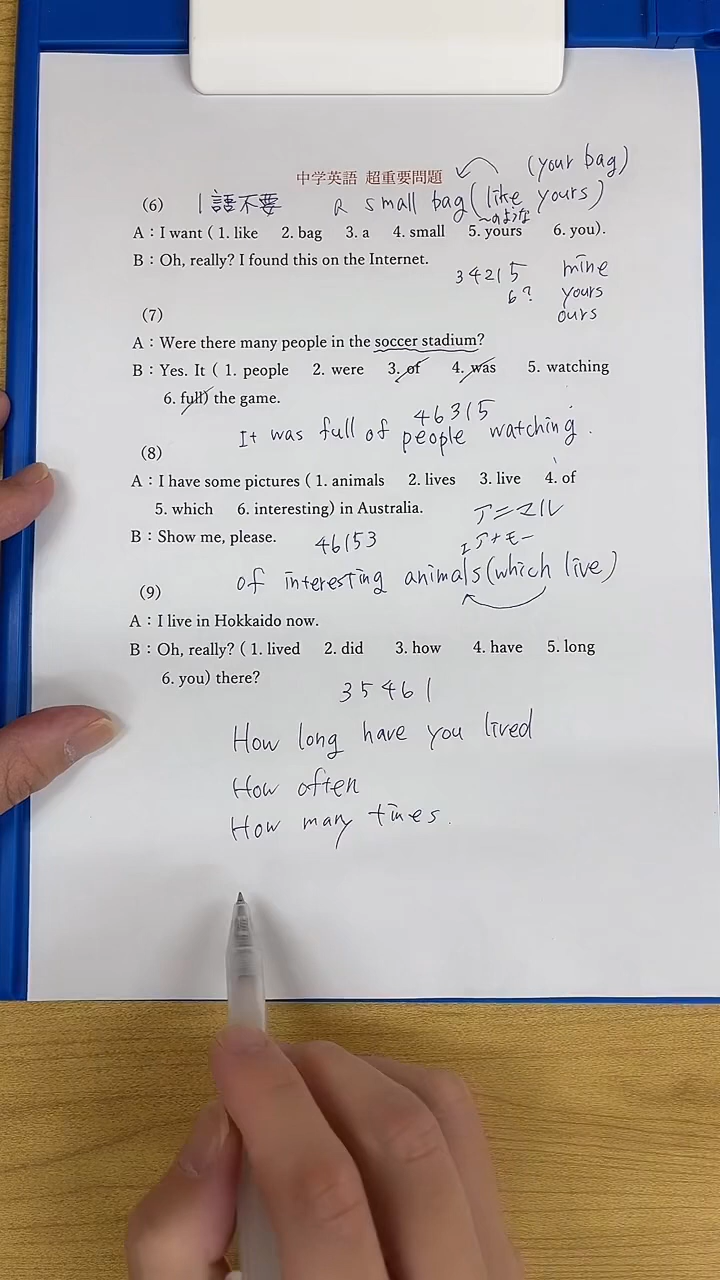 (your bag)
中学英語 超重要問題
(6) 1語不要 a small bag (like yours)
~のような
A：I want ( 1. like 2. bag 3. a 4. small 5. yours 6. you).
B：Oh, really? I found this on the Internet.
34215 mine
6? yours
ours
(7)
A：Were there many people in the soccer stadium?
B：Yes. It ( 1. people 2. were 3. of 4. was 5. watching
6. full) the game.
46315
It was full of people watching.
(8)
A：I have some pictures ( 1. animals 2. lives 3. live 4. of
5. which 6. interesting) in Australia.
アニマル
B：Show me, please. 46153
of interesting animals (which live)
(9)
A：I live in Hokkaido now.
B：Oh, really? ( 1. lived 2. did 3. how 4. have 5. long
6. you) there?
35461
How long have you lived
How often
How many times.